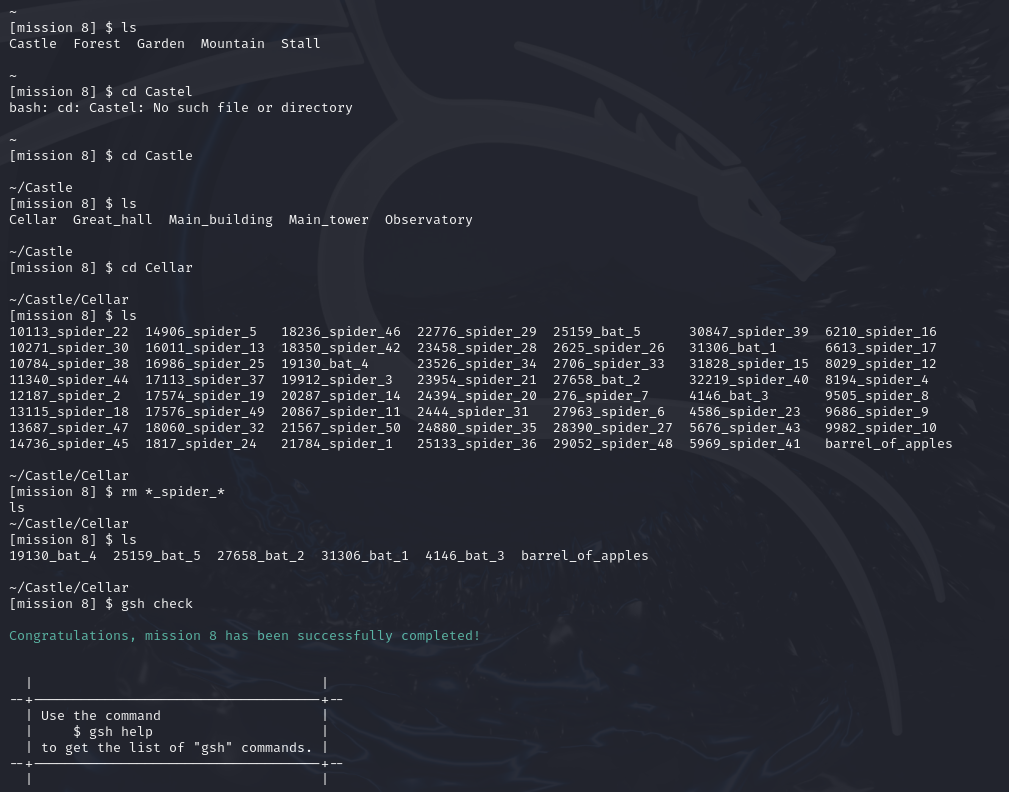 ~
[mission 8] $ ls
Castle  Forest  Garden  Mountain  Stall
~
[mission 8] $ cd Castel
bash: cd: Castel: No such file or directory
~
[mission 8] $ cd Castle
~/Castle
[mission 8] $ ls
Cellar  Great_hall  Main_building  Main_tower  Observatory
~/Castle
[mission 8] $ cd Cellar
~/Castle/Cellar
[mission 8] $ ls
10113_spider_22  14906_spider_5   18236_spider_46  22776_spider_29  25159_bat_5      30847_spider_39  6210_spider_16
10271_spider_30  16011_spider_13  18350_spider_42  23458_spider_28  2625_spider_26   31306_bat_1      6613_spider_17
10784_spider_38  16986_spider_25  19130_bat_4      23526_spider_34  2706_spider_33   31828_spider_15  8029_spider_12
11340_spider_44  17113_spider_37  19912_spider_3   23954_spider_21  27658_bat_2      32219_spider_40  8194_spider_4
12187_spider_2   17574_spider_19  20287_spider_14  24394_spider_20  276_spider_7     4146_bat_3       9505_spider_8
13115_spider_18  17576_spider_49  20867_spider_11  2444_spider_31   27963_spider_6   4586_spider_23   9686_spider_9
13687_spider_47  18060_spider_32  21567_spider_50  24880_spider_35  28390_spider_27  5676_spider_43   9982_spider_10
14736_spider_45  1817_spider_24   21784_spider_1   25133_spider_36  29052_spider_48  5969_spider_41   barrel_of_apples
~/Castle/Cellar
[mission 8] $ rm *_spider_*
ls
~/Castle/Cellar
[mission 8] $ ls
19130_bat_4  25159_bat_5  27658_bat_2  31306_bat_1  4146_bat_3  barrel_of_apples
~/Castle/Cellar
[mission 8] $ gsh check
Congratulations, mission 8 has been successfully completed!
Use the command
$ gsh help
to get the list of "gsh" commands.